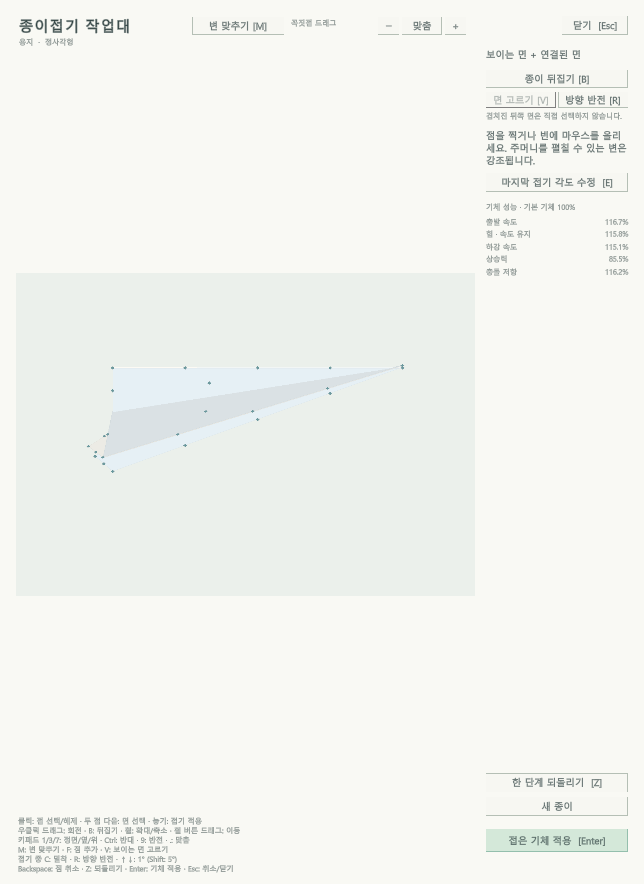 종이접기 작업대
용지 · 정사각형
변 맞추기 [M]
꼭짓점 드래그
−
맞춤
+
닫기 [Esc]
보이는 면 + 연결된 면
종이 뒤집기 [B]
면 고르기 [V]
방향 반전 [R]
겹쳐진 뒤쪽 면은 직접 선택하지 않습니다.
점을 찍거나 변에 마우스를 올리
세요. 주머니를 펼칠 수 있는 변은
강조됩니다.
마지막 접기 각도 수정 [E]
기체 성능 · 기본 기체 100%
종말 속도 116.7%
힘 · 속도 유지 115.8%
하강 속도 115.1%
상승력 85.5%
충돌 저항 116.2%
한 단계 되돌리기 [Z]
새 종이
접은 기체 적용 [Enter]
클릭: 점 선택/해제 · 두 점 다음: 면 선택 · 놓기: 접기 적용
우클릭 드래그: 회전 · B: 뒤집기 · 휠: 확대/축소 · 휠 버튼 드래그: 이동
키패드 1/3/7: 정면/옆/위 · Ctrl: 반대 · 9: 반전 · .: 맞춤
M: 변 맞추기 · F: 점 추가 · V: 보이는 면 고르기
접기 중 C: 밀착 · R: 방향 반전 · ↑ ↓: 1° (Shift: 5°)
Backspace: 점 취소 · Z: 되돌리기 · Enter: 기체 적용 · Esc: 취소/닫기